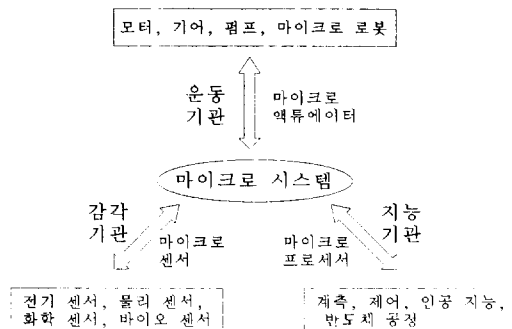 모터, 기어, 펌프, 마이크로 로봇
운동
기관
마이크로
액튜에이터
마이크로 시스템
감각
기관
마이크로
센서
마이크로
프로세서
지능
기관
전기 센서, 물리 센서,
화학 센서, 바이오 센서
계측, 제어, 인공 지능,
반도체 공정